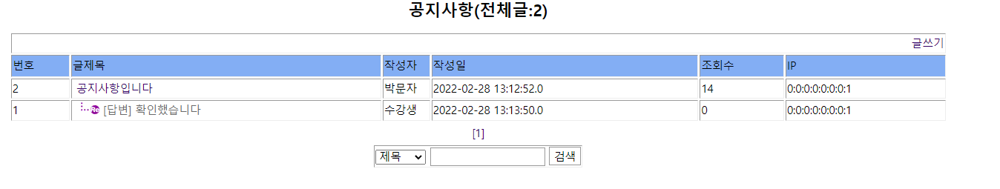 공지사항(전체글:2)
글쓰기
번호 글제목 작성자 작성일 조회수 IP
2 공지사항입니다 박문자 2022-02-28 13:12:52.0 14 0:0:0:0:0:0:0:1
1 Re [답변] 확인했습니다 수강생 2022-02-28 13:13:50.0 0 0:0:0:0:0:0:0:1
[1]
제목 검색